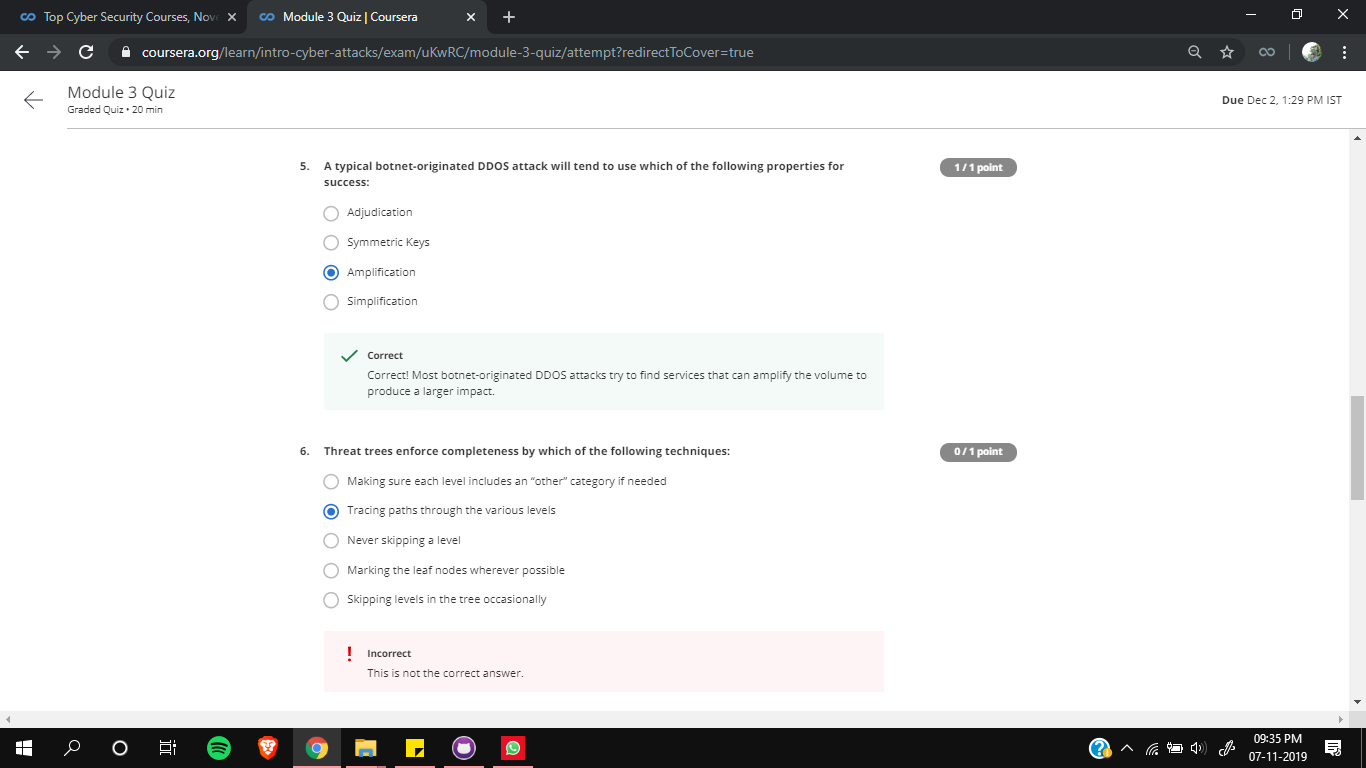 Top Cyber Security Courses, Nov
Module 3 Quiz | Coursera
coursera.org/learn/intro-cyber-attacks/exam/uKwRC/module-3-quiz/attempt?redirectToCover=true
Module 3 Quiz
Graded Quiz • 20 min
Due Dec 2, 1:29 PM IST
5. A typical botnet-originated DDOS attack will tend to use which of the following properties for
success:
1 / 1 point
Adjudication
Symmetric Keys
Amplification
Simplification
Correct
Correct! Most botnet-originated DDOS attacks try to find services that can amplify the volume to
produce a larger impact.
6. Threat trees enforce completeness by which of the following techniques:
0 / 1 point
Making sure each level includes an “other” category if needed
Tracing paths through the various levels
Never skipping a level
Marking the leaf nodes wherever possible
Skipping levels in the tree occasionally
Incorrect
This is not the correct answer.
09:35 PM
07-11-2019